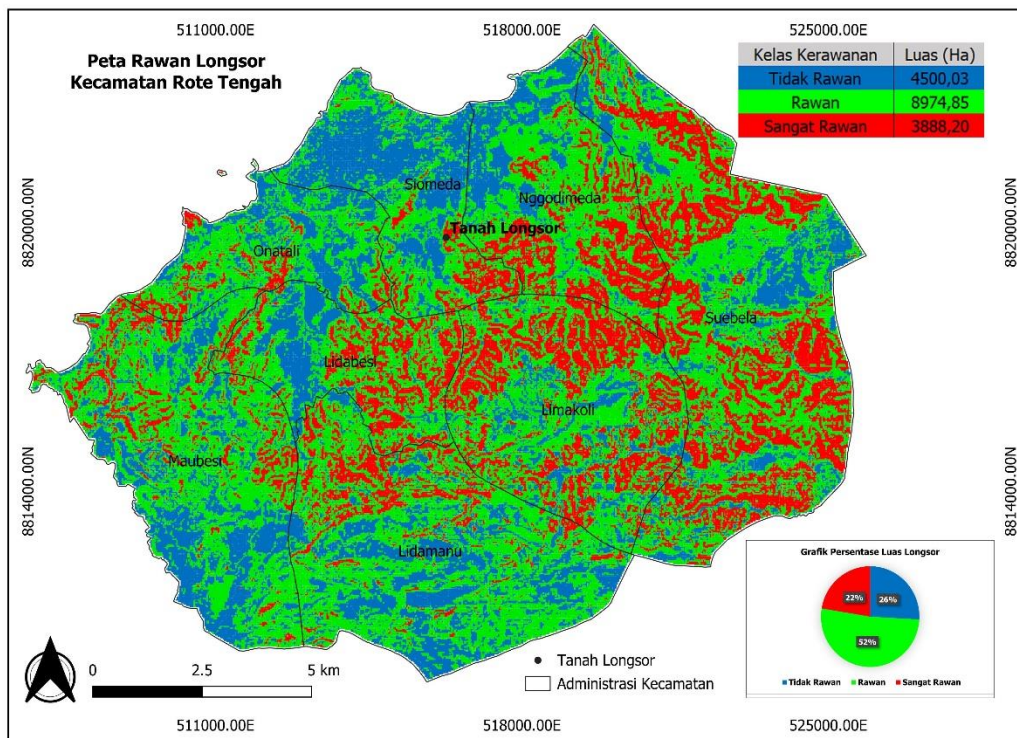 511000.00E
518000.00E
525000.00E
Peta Rawan Longsor
Kecamatan Rote Tengah
Kelas Kerawanan Luas (Ha)
Tidak Rawan 4500,03
Rawan 8974,85
Sangat Rawan 3888,20
8820000.00N
8820000.00N
Siomeda
Nggodimeda
Tanah Longsor
Onatali
Suebela
Lidabesi
Limakoli
Maubesi
8814000.00N
8814000.00N
Lidamanu
Grafik Persentase Luas Longsor
22%
26%
52%
Tidak Rawan Rawan Sangat Rawan
0 2.5 5 km
Tanah Longsor
Administrasi Kecamatan
511000.00E
518000.00E
525000.00E